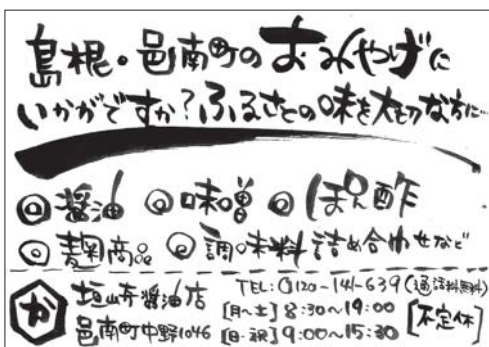 島根・邑南町のおみやげに
いかがですか?ふるさとの味を大切な方に…
◎醤油 ◎味噌 ◎ぽん酢
◎麹商品 ◎調味料詰め合わせなど
か
垣崎醤油店
邑南町中野1046
TEL:0120-141-639(通話料無料)
[月〜土]8:30〜19:00
[日・祝]9:00〜15:30
[不定休]